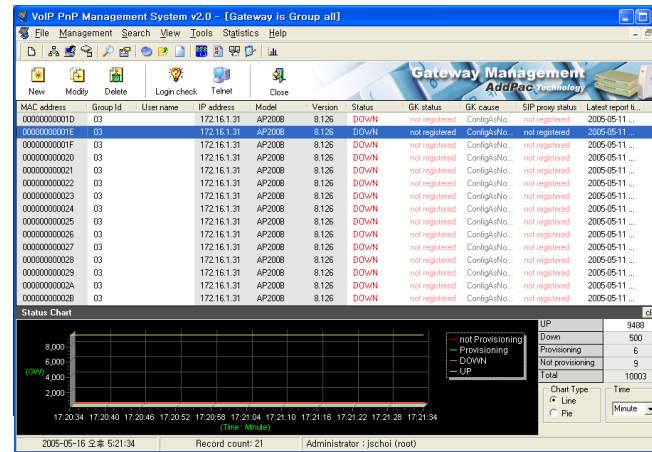 VoIP PnP Management System v2.0 - [Gateway is Group all]
File Management Search View Tools Statistics Help
New Modify Delete Login check Telnet Close
Gateway Management
AddPac Technology
MAC address Group Id User name IP address Model Version Status GK status GK cause SIP proxy status Latest report ti...
00000000001D 03 172.16.1.31 AP200B 8.126 DOWN not registered ConfigAsNo... not registered 2005-05-11 ...
00000000001E 03 172.16.1.31 AP200B 8.126 DOWN not registered ConfigAsNo... not registered 2005-05-11 ...
00000000001F 03 172.16.1.31 AP200B 8.126 DOWN not registered ConfigAsNo... not registered 2005-05-11 ...
000000000020 03 172.16.1.31 AP200B 8.126 DOWN not registered ConfigAsNo... not registered 2005-05-11 ...
000000000021 03 172.16.1.31 AP200B 8.126 DOWN not registered ConfigAsNo... not registered 2005-05-11 ...
000000000022 03 172.16.1.31 AP200B 8.126 DOWN not registered ConfigAsNo... not registered 2005-05-11 ...
000000000023 03 172.16.1.31 AP200B 8.126 DOWN not registered ConfigAsNo... not registered 2005-05-11 ...
000000000024 03 172.16.1.31 AP200B 8.126 DOWN not registered ConfigAsNo... not registered 2005-05-11 ...
000000000025 03 172.16.1.31 AP200B 8.126 DOWN not registered ConfigAsNo... not registered 2005-05-11 ...
000000000026 03 172.16.1.31 AP200B 8.126 DOWN not registered ConfigAsNo... not registered 2005-05-11 ...
000000000027 03 172.16.1.31 AP200B 8.126 DOWN not registered ConfigAsNo... not registered 2005-05-11 ...
000000000028 03 172.16.1.31 AP200B 8.126 DOWN not registered ConfigAsNo... not registered 2005-05-11 ...
000000000029 03 172.16.1.31 AP200B 8.126 DOWN not registered ConfigAsNo... not registered 2005-05-11 ...
00000000002A 03 172.16.1.31 AP200B 8.126 DOWN not registered ConfigAsNo... not registered 2005-05-11 ...
00000000002B 03 172.16.1.31 AP200B 8.126 DOWN not registered ConfigAsNo... not registered 2005-05-11 ...
Status Chart cl
8,000
6,000
(GW)
4,000
2,000
17:20:34 17:20:40 17:20:46 17:20:52 17:20:58 17:21:04 17:21:10 17:21:16 17:21:22 17:21:28 17:21:34
(Time : Minute)
not Provisioning
Provisioning
DOWN
UP
UP 9488
Down 500
Provisioning 6
Not provisioning 9
Total 10003
Chart Type Time
Line
Pie
Minute
2005-05-16 오후 5:21:34 Record count: 21 Administrator : jschoi (root)